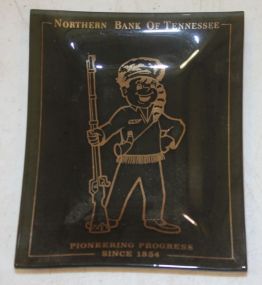 Northern Bank Of Tennessee
PIONEERING PROGRESS
SINCE 1854